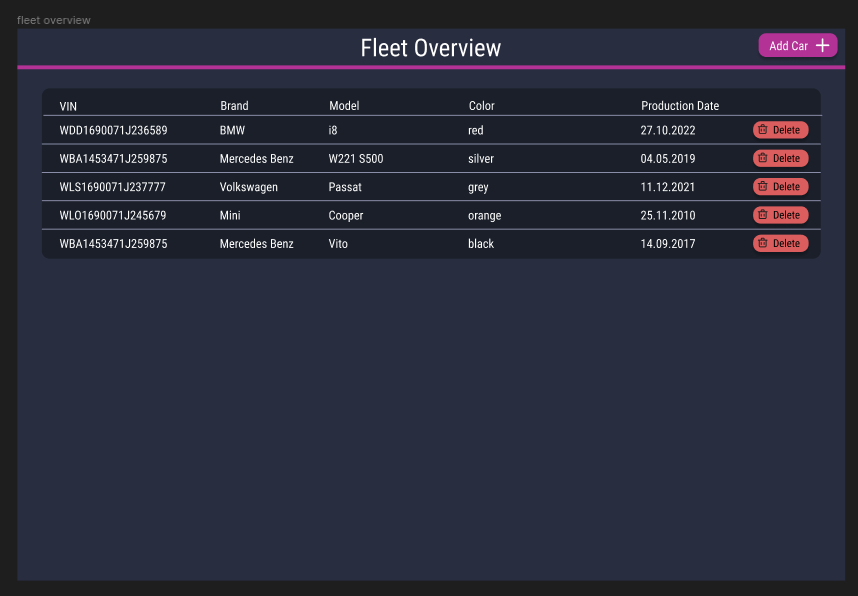 fleet overview
Fleet Overview
Add Car
VIN Brand Model Color Production Date
WDD1690071J236589 BMW i8 red 27.10.2022 Delete
WBA1453471J259875 Mercedes Benz W221 S500 silver 04.05.2019 Delete
WLS1690071J237777 Volkswagen Passat grey 11.12.2021 Delete
WLO1690071J245679 Mini Cooper orange 25.11.2010 Delete
WBA1453471J259875 Mercedes Benz Vito black 14.09.2017 Delete